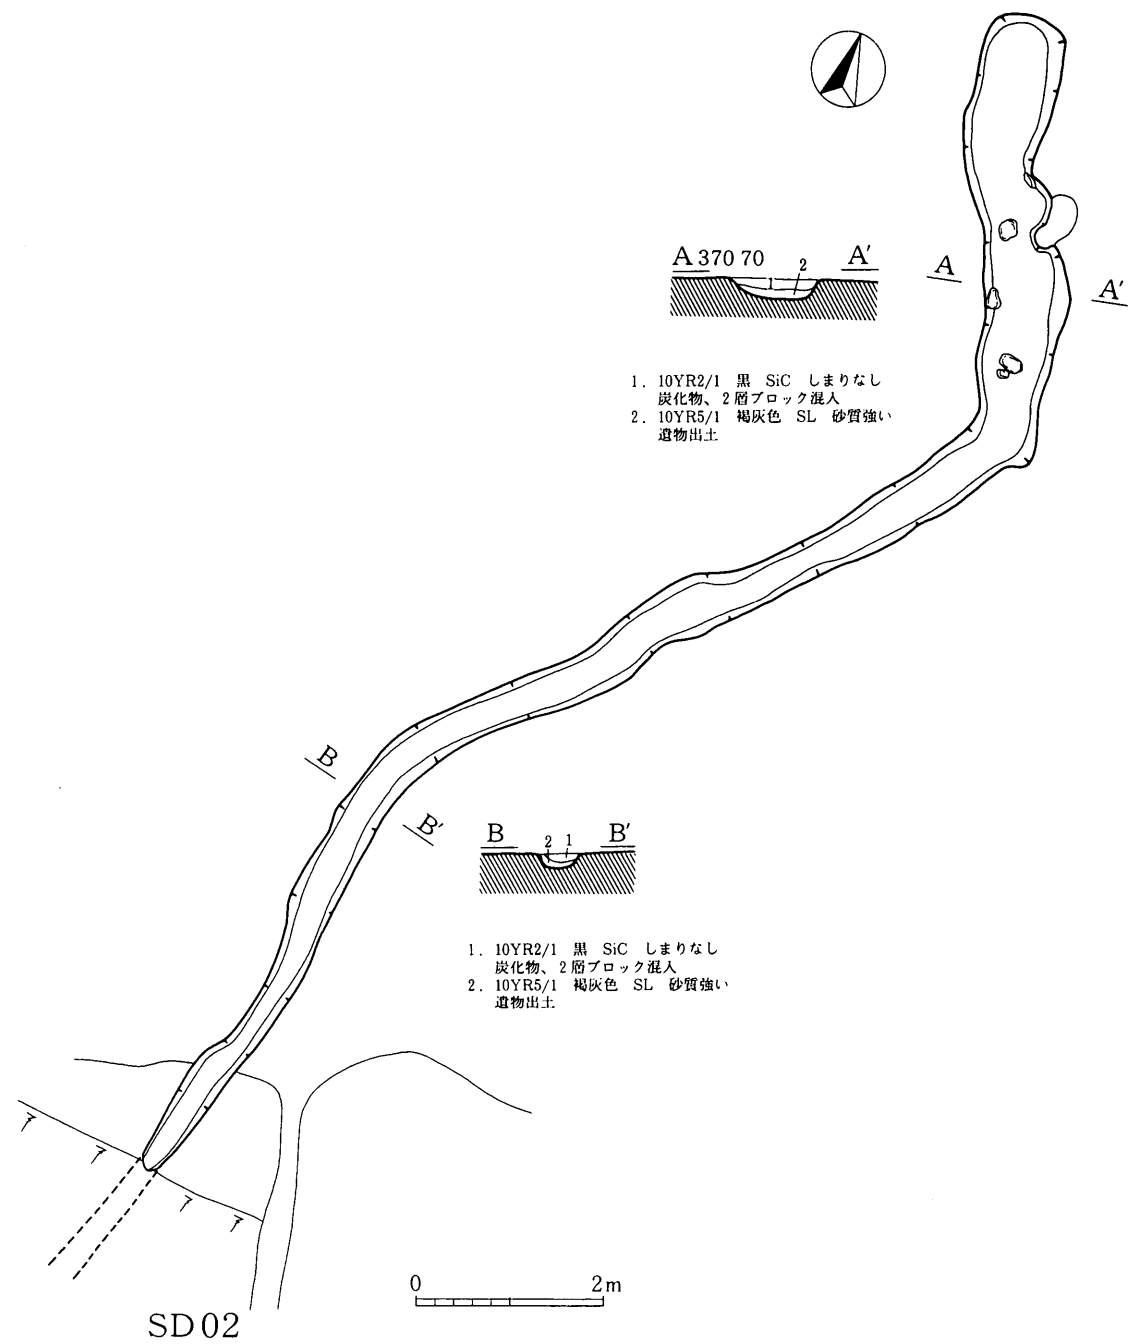 A 370 70
2
A'
1
A
A'
1. 10YR2/1 黒 SiC しまりなし
炭化物、2層ブロック混入
2. 10YR5/1 褐灰色 SL 砂質強い
遺物出土
B
B'
B
2
1
B'
1. 10YR2/1 黒 SiC しまりなし
炭化物、2層ブロック混入
2. 10YR5/1 褐灰色 SL 砂質強い
遺物出土
0
2m
SD02